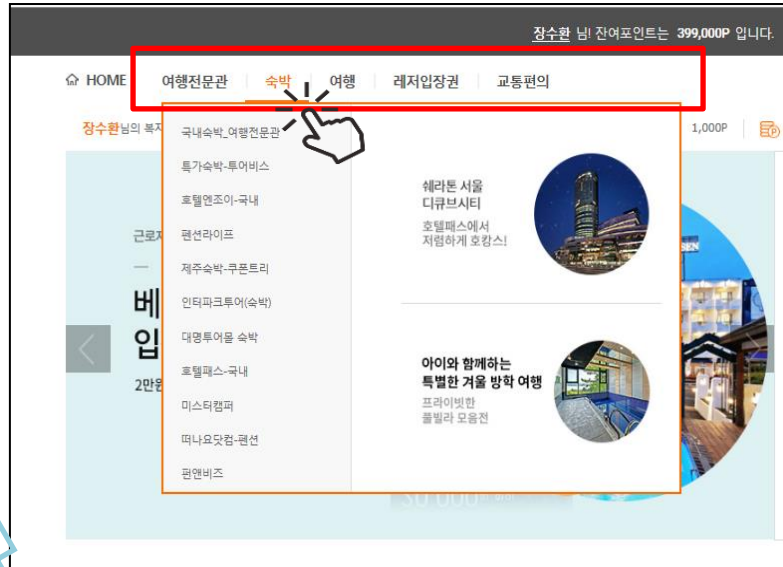 장수환 님! 잔여포인트는 399,000P 입니다.
HOME 여행전문관 숙박 여행 레저입장권 교통편의
장수환님의 복지
1,000P
국내숙박_여행전문관
특가숙박-투어비스
호텔엔조이-국내
펜션라이프
제주숙박-쿠폰트리
인터파크투어(숙박)
대명투어몰 숙박
호텔패스-국내
미스터캠퍼
떠나요닷컴-펜션
펀앤비즈
쉐라톤 서울
디큐브시티
호텔패스에서
저렴하게 호캉스!
아이와 함께하는
특별한 겨울 방학 여행
프라이빗한
풀빌라 모음전
근로자
베
입
2만원
30,000